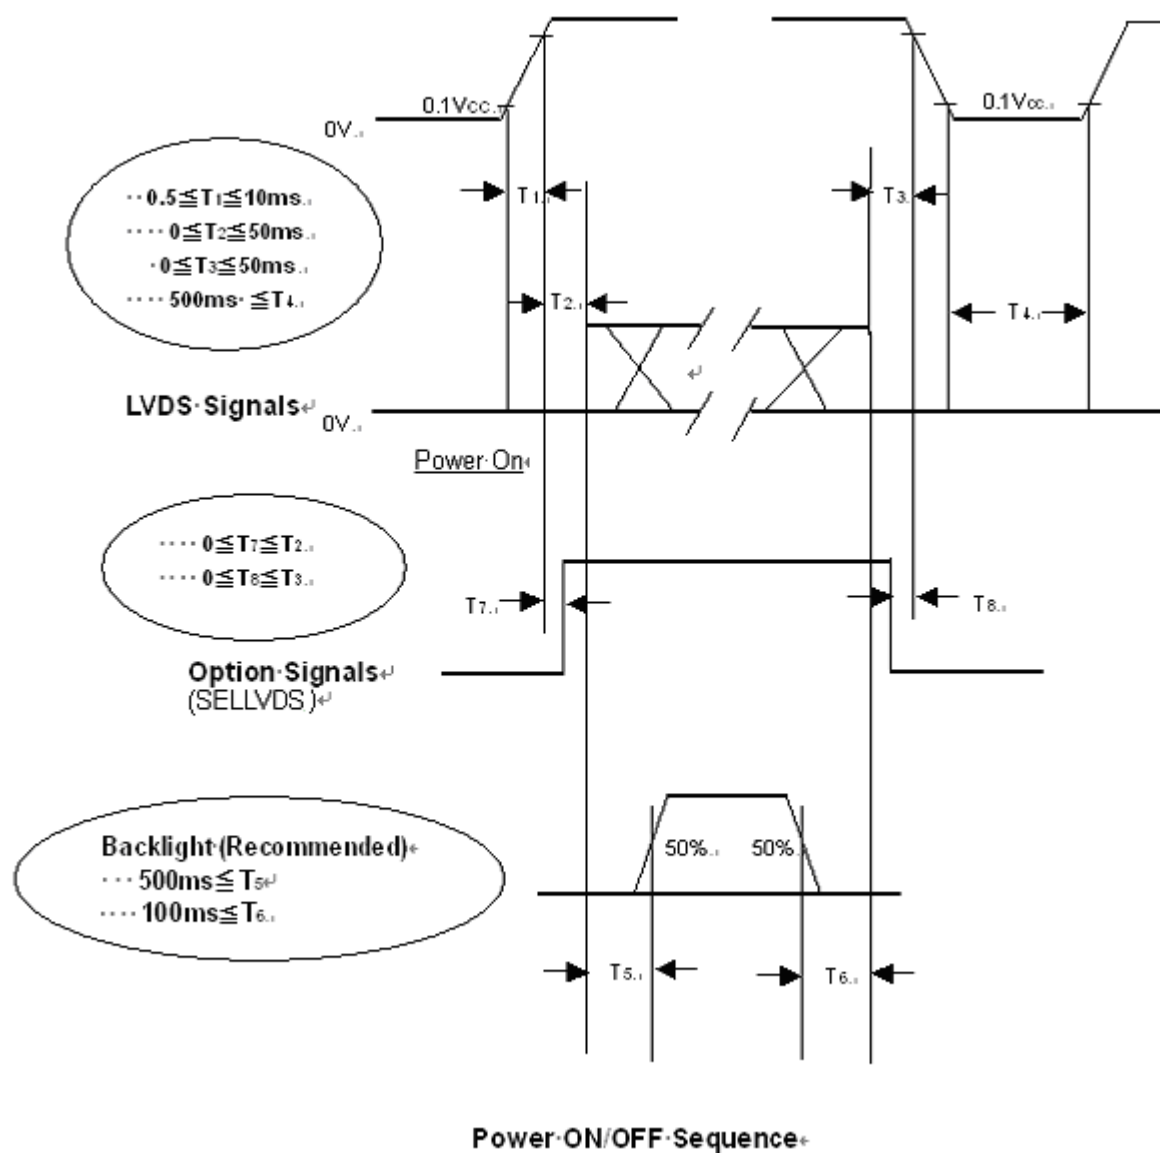 0.1Vcc
0.1Vcc
0V
0.5≦T1≦10ms
0≦T2≦50ms
0≦T3≦50ms
500ms ≦T4
T1
T3
T2
T4
LVDS Signals
0V
Power On
0≦T7≦T2
0≦T8≦T3
T7
T8
Option Signals
(SELLVDS)
Backlight (Recommended)
500ms≦T5
100ms≦T6
50%
50%
T5
T6
Power ON/OFF Sequence